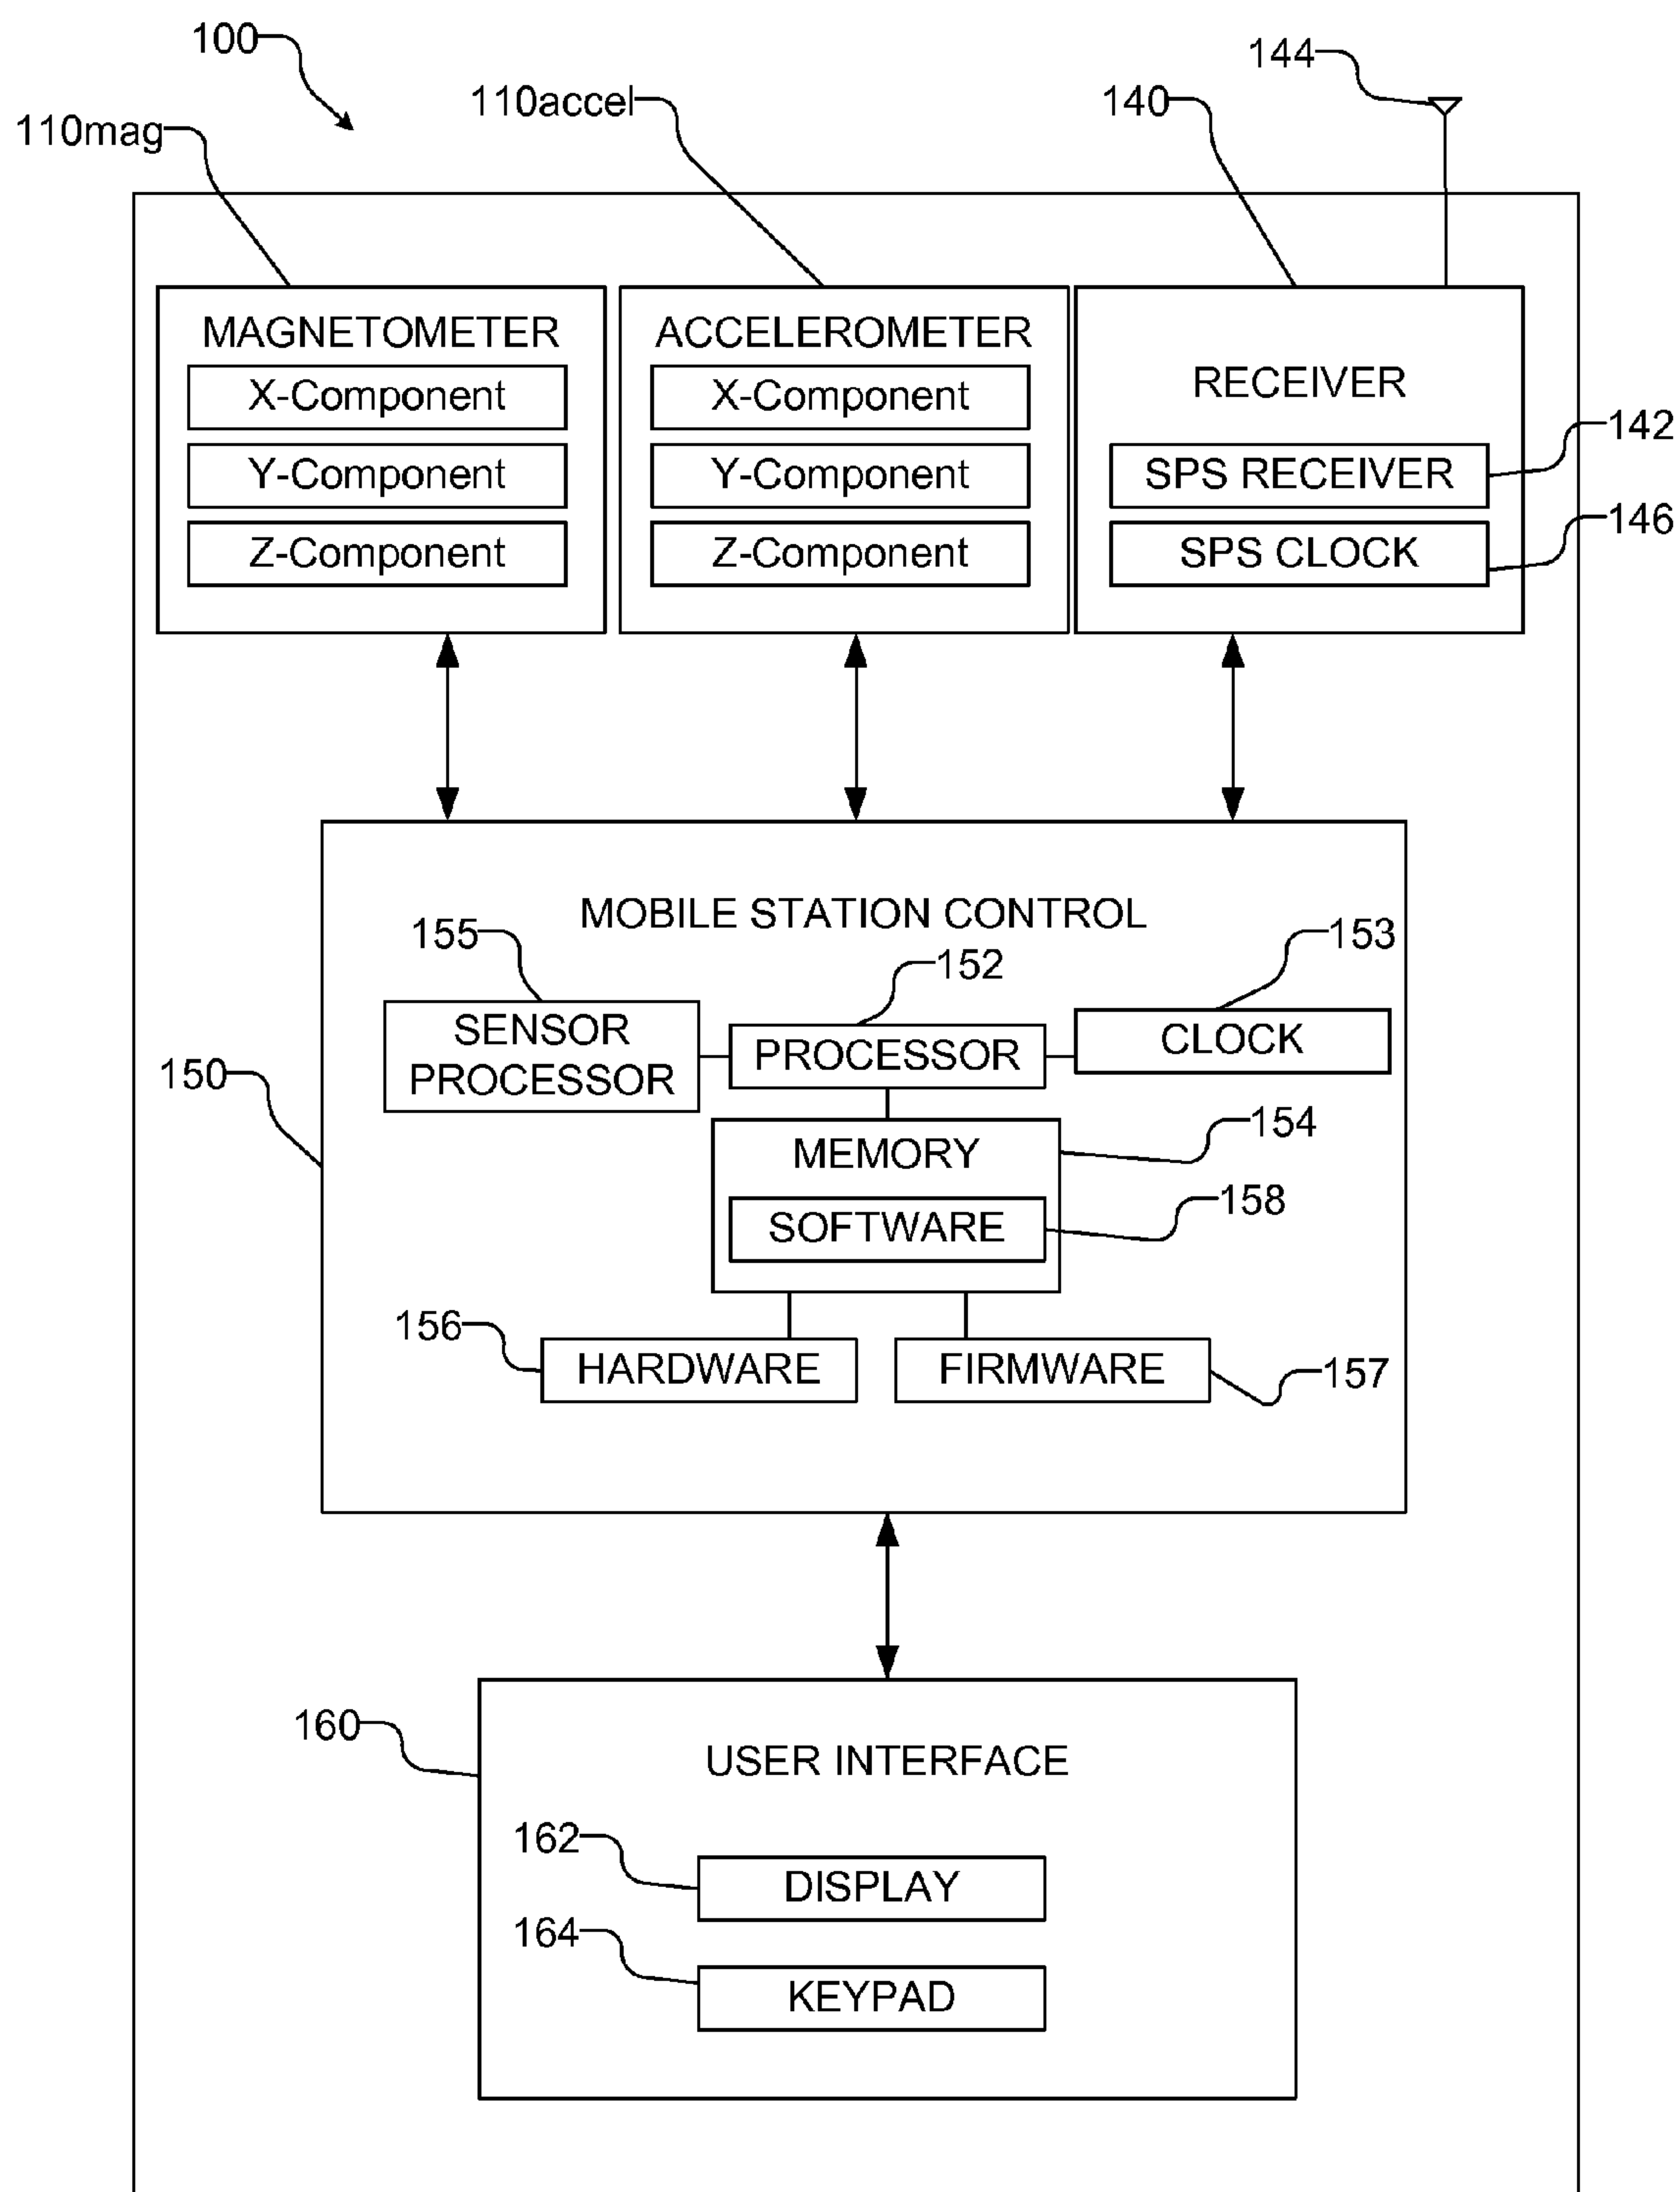 100
144
110accel
140
110mag
MAGNETOMETER
X-Component
Y-Component
Z-Component
ACCELEROMETER
X-Component
Y-Component
Z-Component
RECEIVER
SPS RECEIVER
142
SPS CLOCK
146
MOBILE STATION CONTROL
155
152
153
SENSOR
PROCESSOR
PROCESSOR
CLOCK
150
MEMORY
154
SOFTWARE
158
156
HARDWARE
FIRMWARE
157
160
USER INTERFACE
162
DISPLAY
164
KEYPAD